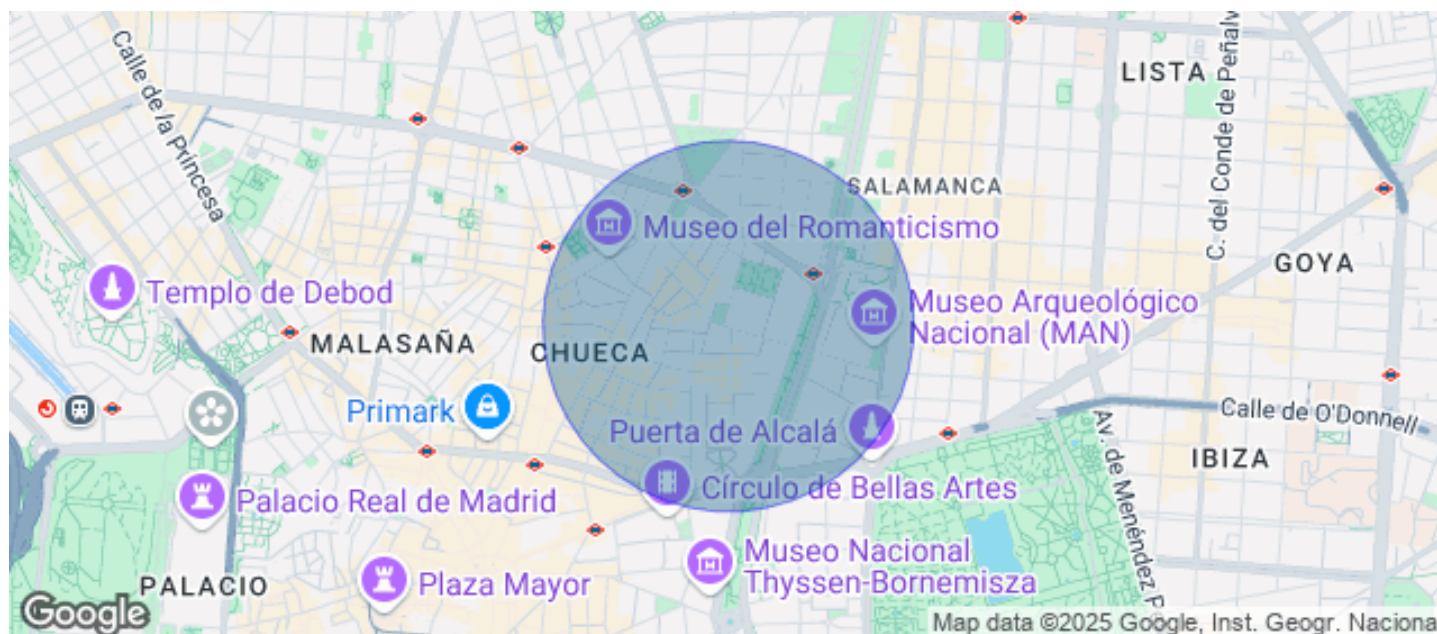 Calle de la Princesa
LISTA
C. del Conde de Peñalv
SALAMANCA
Museo del Romanticismo
GOYA
Templo de Debod
Museo Arqueológico
Nacional (MAN)
MALASAÑA
CHUECA
Primark
Puerta de Alcalá
Calle de O'Donnell
Av. de Menéndez P
IBIZA
Palacio Real de Madrid
Círculo de Bellas Artes
Museo Nacional
Thyssen-Bornemisza
PALACIO
Plaza Mayor
Google
Map data ©2025 Google, Inst. Geogr. Naciona